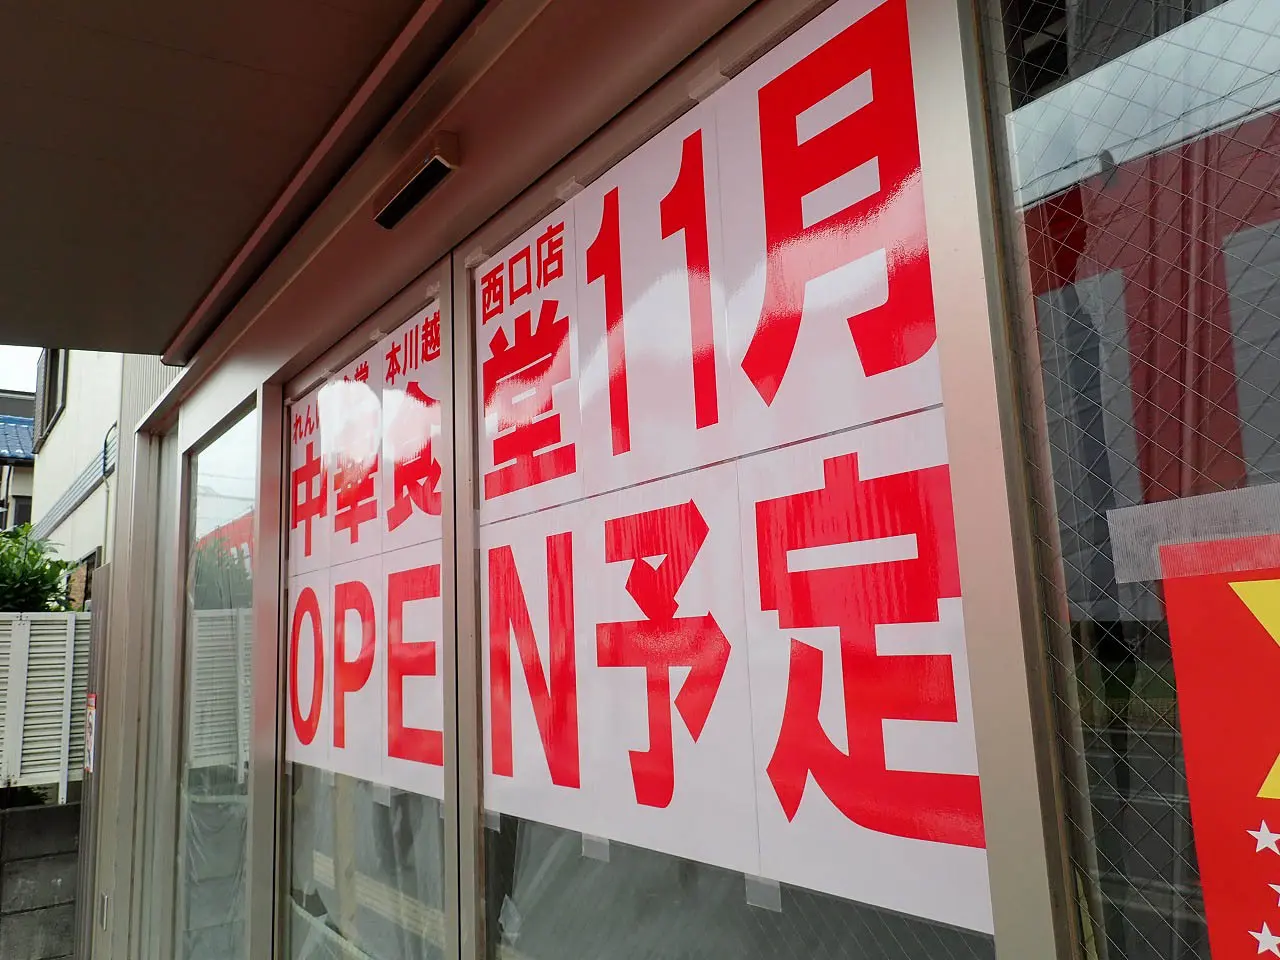 れん 食堂 本川越 西口店
中華食堂 11月
OPEN予定